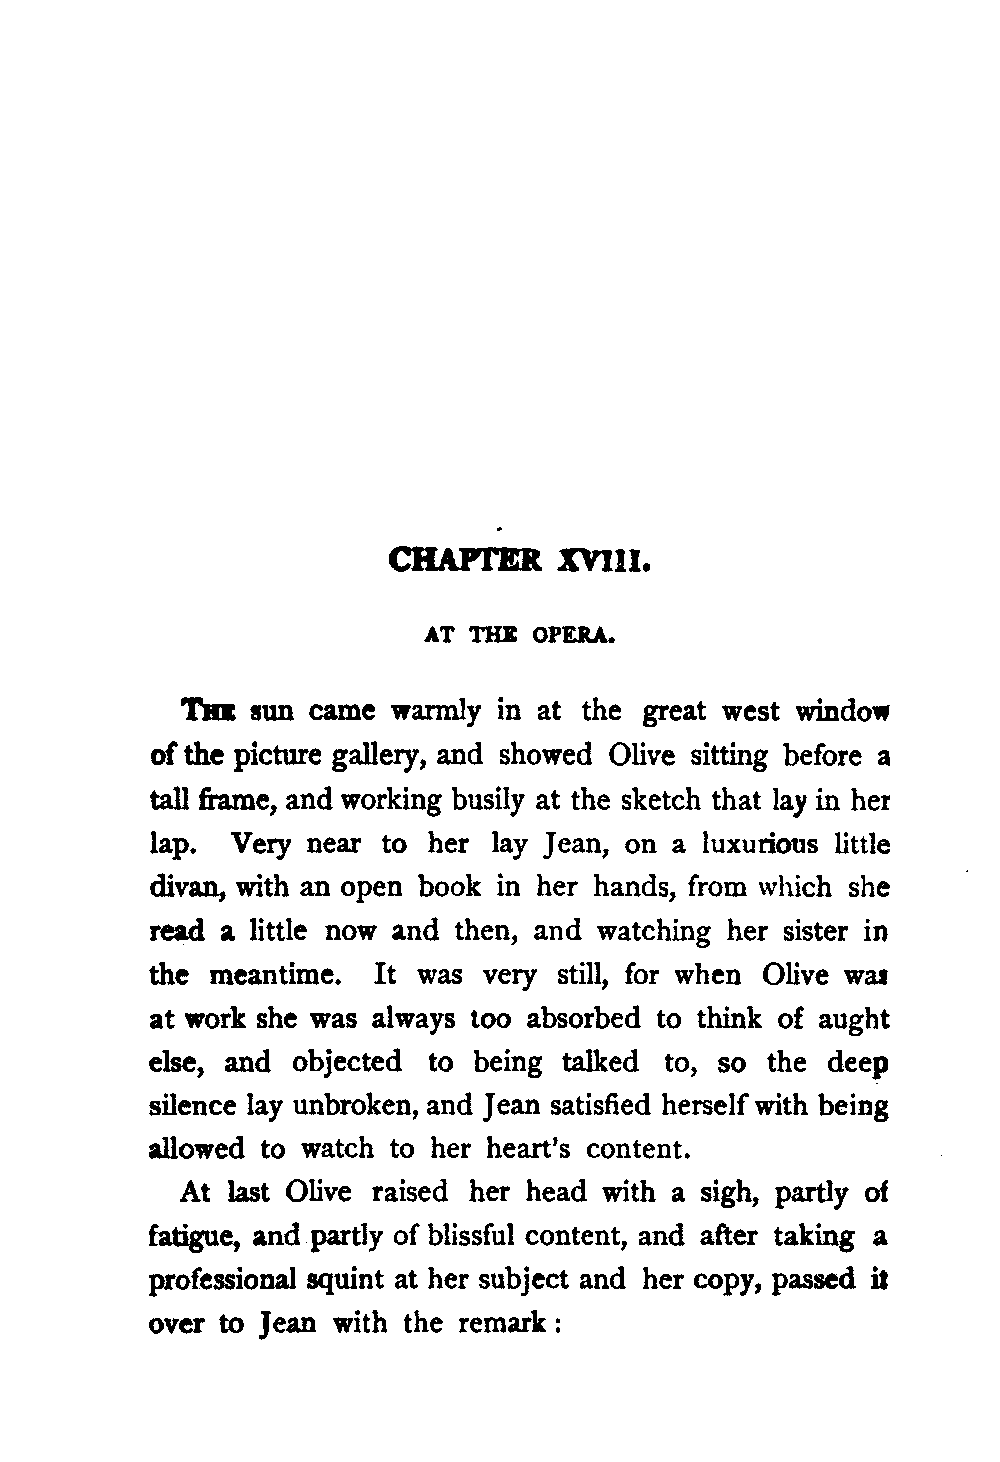 CHAPTER XVIII.
AT THE OPERA.
THE sun came warmly in at the great west window
of the picture gallery, and showed Olive sitting before a
tall frame, and working busily at the sketch that lay in her
lap. Very near to her lay Jean, on a luxurious little
divan, with an open book in her hands, from which she
read a little now and then, and watching her sister in
the meantime. It was very still, for when Olive was
at work she was always too absorbed to think of aught
else, and objected to being talked to, so the deep
silence lay unbroken, and Jean satisfied herself with being
allowed to watch to her heart's content.
At last Olive raised her head with a sigh, partly of
fatigue, and partly of blissful content, and after taking a
professional squint at her subject and her copy, passed it
over to Jean with the remark :